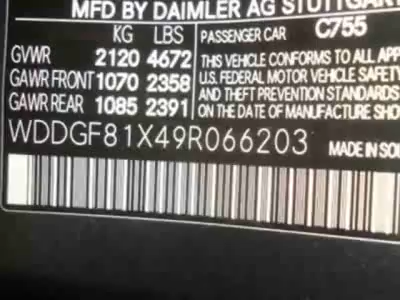 MFD BY DAIMLER AG STUTTGART
KG LBS
GVWR 2120 4672
GAWR FRONT 1070 2358
GAWR REAR 1085 2391
PASSENGER CAR C755
THIS VEHICLE CONFORMS TO ALL APP
U.S. FEDERAL MOTOR VEHICLE SAFETY
AND THEFT PREVENTION STANDARDS
ON THE DATE OF MANUFACTURE SHO
WDDGF81X49R066203
MADE IN SO